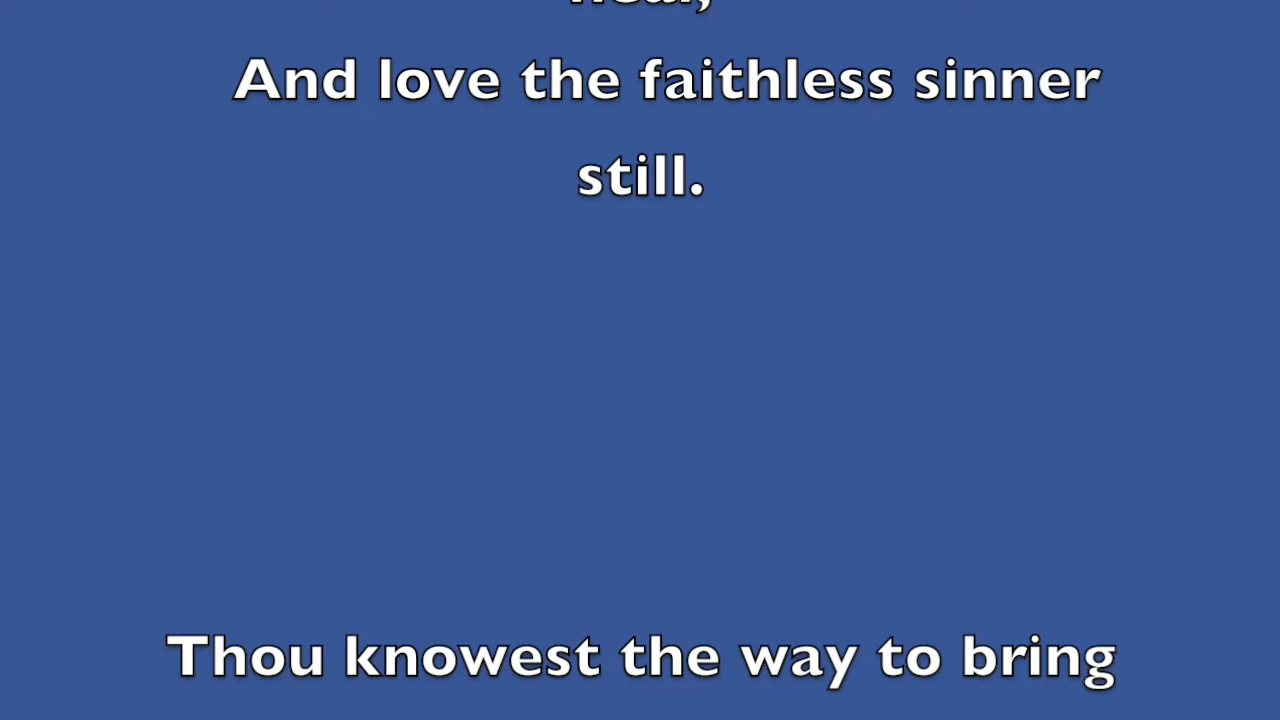 And love the faithless sinner
still.
Thou knowest the way to bring